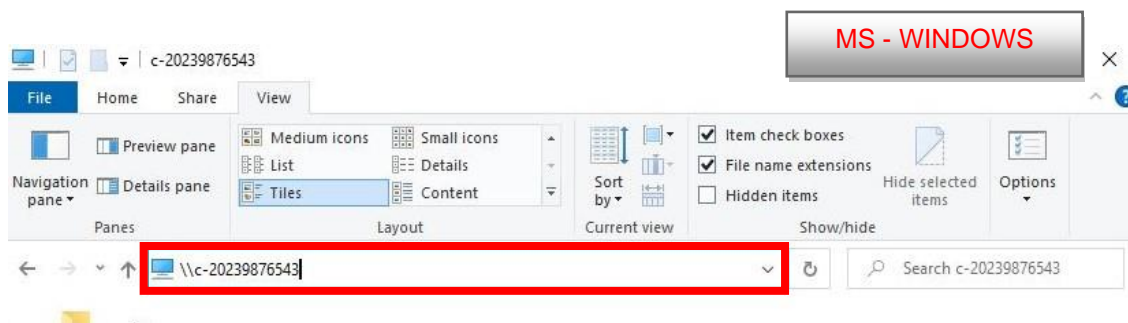 MS - WINDOWS
c-20239876543
File Home Share View
Preview pane
Details pane
Navigation pane
Medium icons Small icons
List Details
Tiles Content
Sort by
Item check boxes
File name extensions
Hidden items
Hide selected items
Options
Panes Layout Current view Show/hide
\\c-20239876543
Search c-20239876543